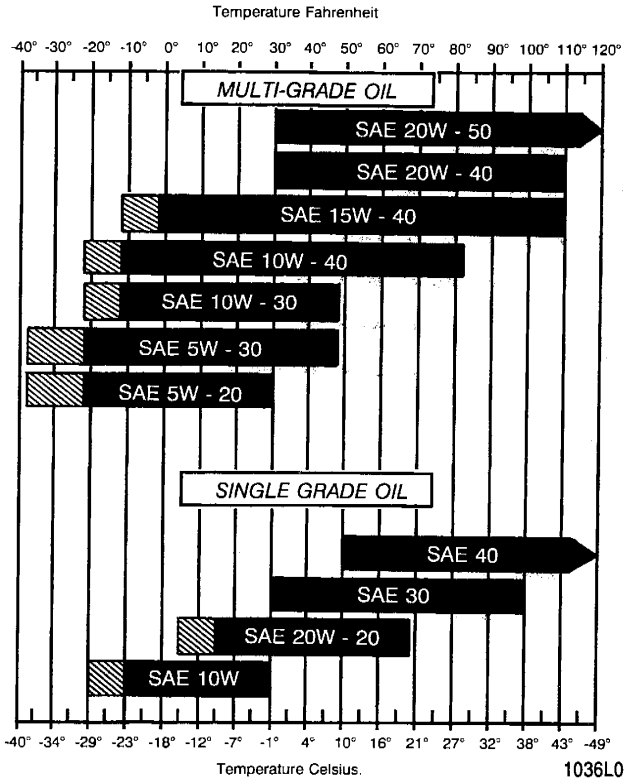 Temperature Fahrenheit
-40° -30° -20° -10° 0° 10° 20° 30° 40° 50° 60° 70° 80° 90° 100° 110° 120°
MULTI-GRADE OIL
SAE 20W - 50
SAE 20W - 40
SAE 15W - 40
SAE 10W - 40
SAE 10W - 30
SAE 5W - 30
SAE 5W - 20
SINGLE GRADE OIL
SAE 40
SAE 30
SAE 20W - 20
SAE 10W
-40° -34° -29° -23° -18° -12° -7° -1° 4° 10° 16° 21° 27° 32° 38° 43° -49°
Temperature Celsius.
1036L0